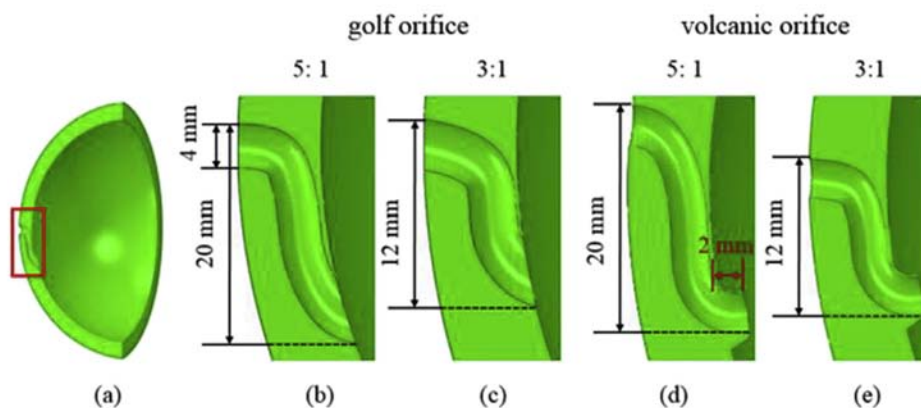 golf orifice
volcanic orifice
5: 1
3:1
5: 1
3:1
4 mm
20 mm
12 mm
20 mm
2 mm
12 mm
(a)
(b)
(c)
(d)
(e)